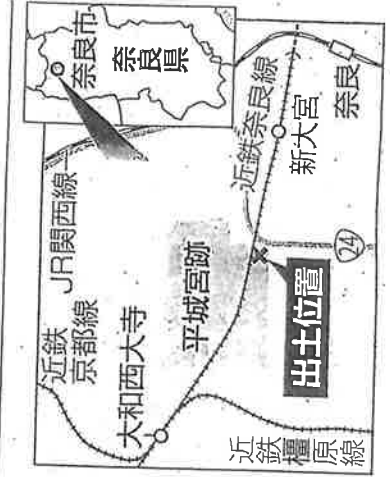 奈良市
奈良県
JR関西線
近鉄
京都線
大和西大寺
平城宮跡
近鉄奈良線
新大宮
奈良
24
出土位置
近鉄
橿原線